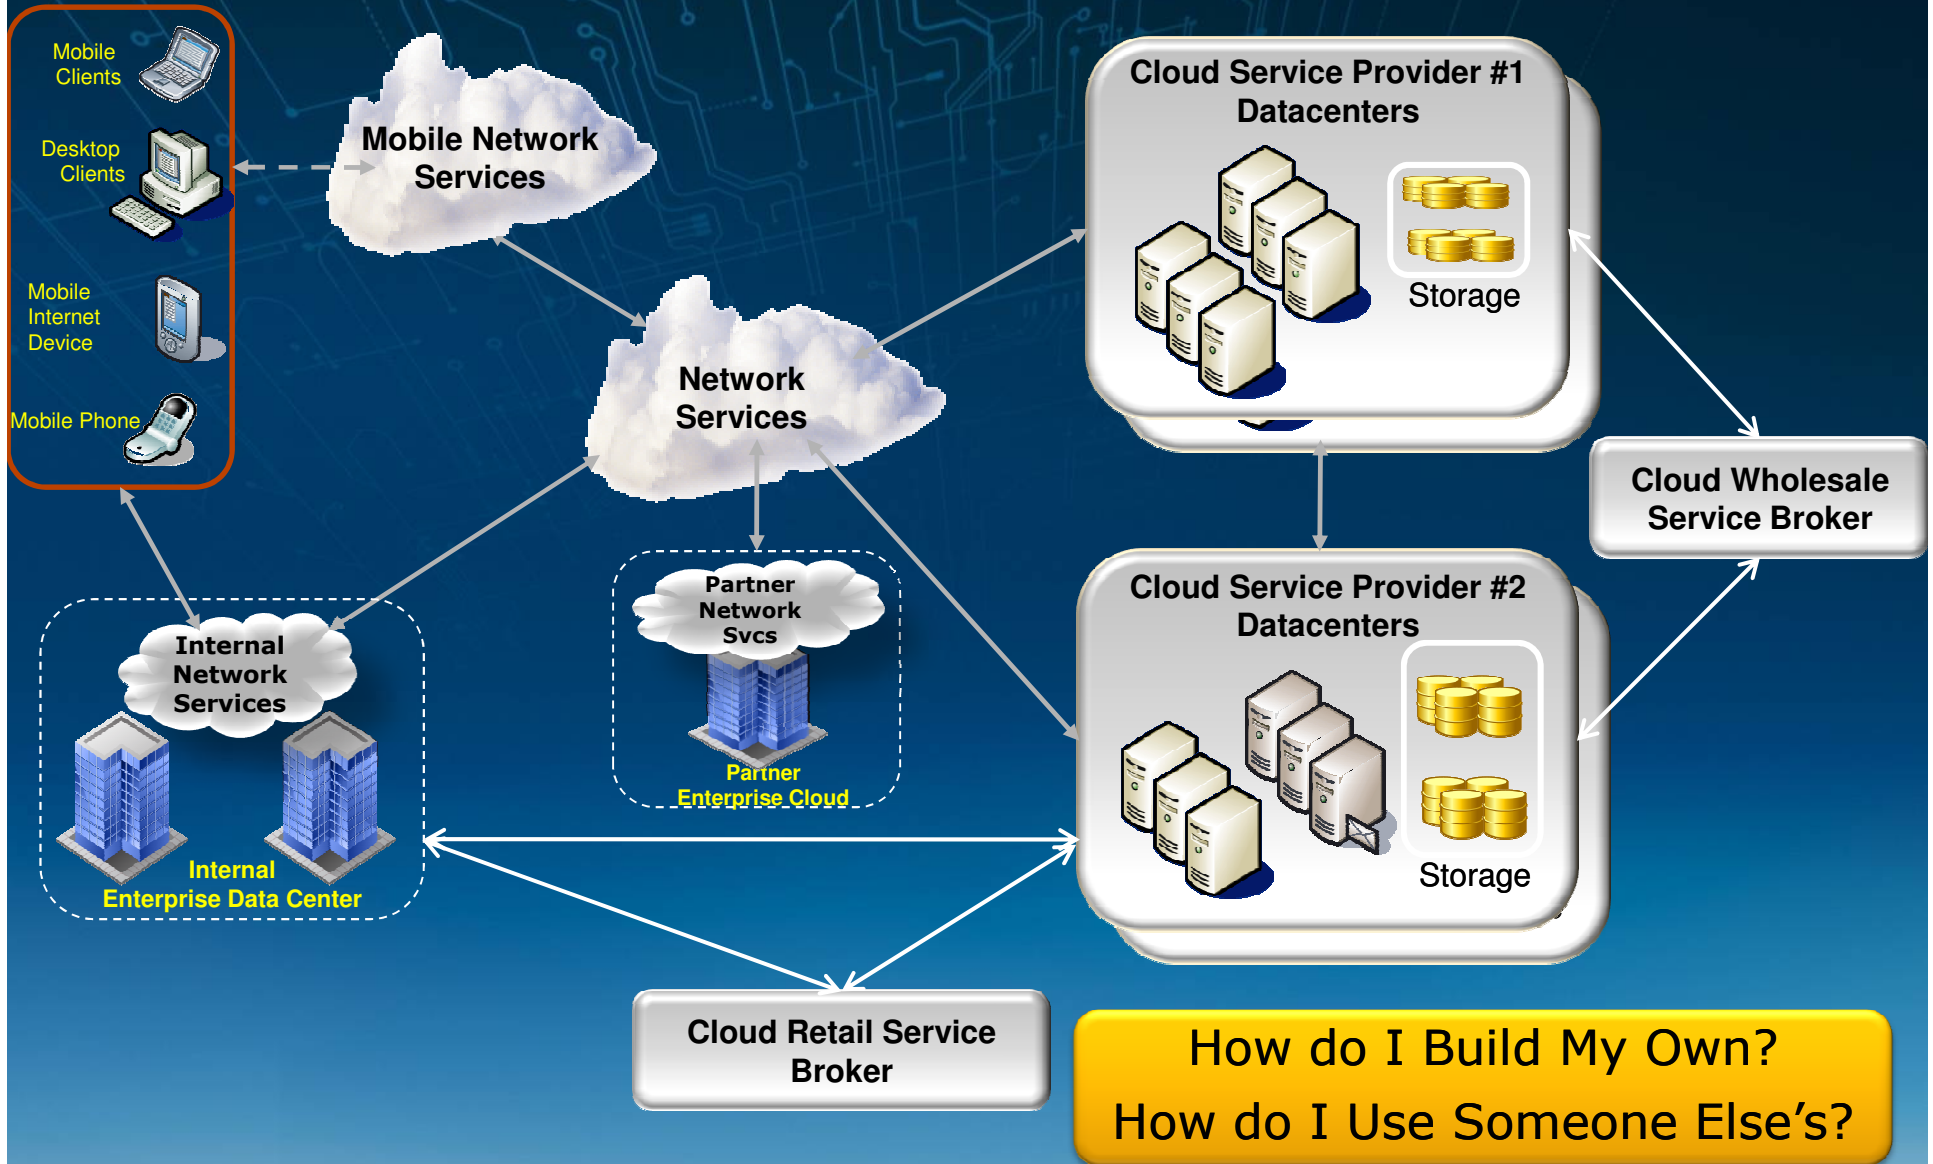 Mobile
Clients
Desktop
Clients
Mobile
Internet
Device
Mobile Phone
Mobile Network
Services
Network
Services
Cloud Service Provider #1
Datacenters
Storage
Cloud Wholesale
Service Broker
Internal
Network
Services
Internal
Enterprise Data Center
Partner
Network
Svcs
Partner
Enterprise Cloud
Cloud Service Provider #2
Datacenters
Storage
Cloud Retail Service
Broker
How do I Build My Own?
How do I Use Someone Else’s?